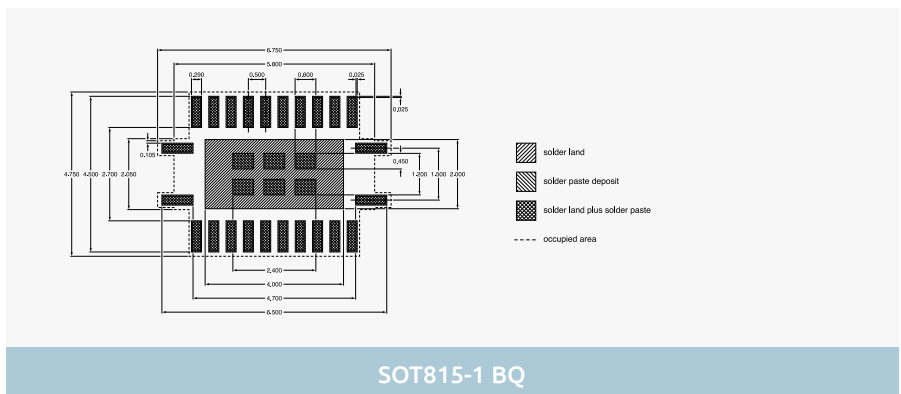 6.750
5.800
0.290 0.500 0.600 0.025
0.025
0.105
0.450
4.750 4.500 2.700 2.050 1.200 1.500 2.000
2.400
4.000
4.700
6.500
solder land
solder paste deposit
solder land plus solder paste
occupied area
SOT815-1 BQ